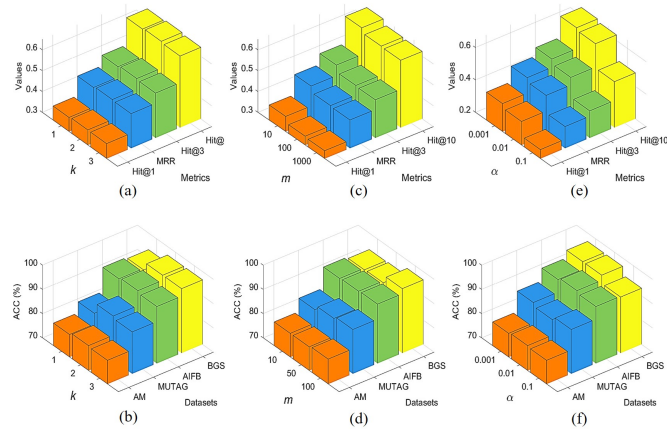 0.6
0.5
0.4
0.3
Values
1
2
3
k
Hit@1
MRR
Hit@3
Hit@
Metrics
(a)
0.6
0.5
0.4
0.3
Values
10
100
1000
m
Hit@1
MRR
Hit@3
Hit@10
Metrics
(c)
0.6
0.4
0.2
Values
0.001
0.01
0.1
α
Hit@1
MRR
Hit@3
Hit@10
Metrics
(e)
100
90
80
70
ACC (%)
1
2
3
k
AM
MUTAG
AIFB
BGS
Datasets
(b)
100
90
80
70
ACC (%)
10
50
100
m
AM
MUTAG
AIFB
BGS
Datasets
(d)
100
90
80
70
ACC (%)
0.001
0.01
0.1
α
AM
MUTAG
AIFB
BGS
Datasets
(f)